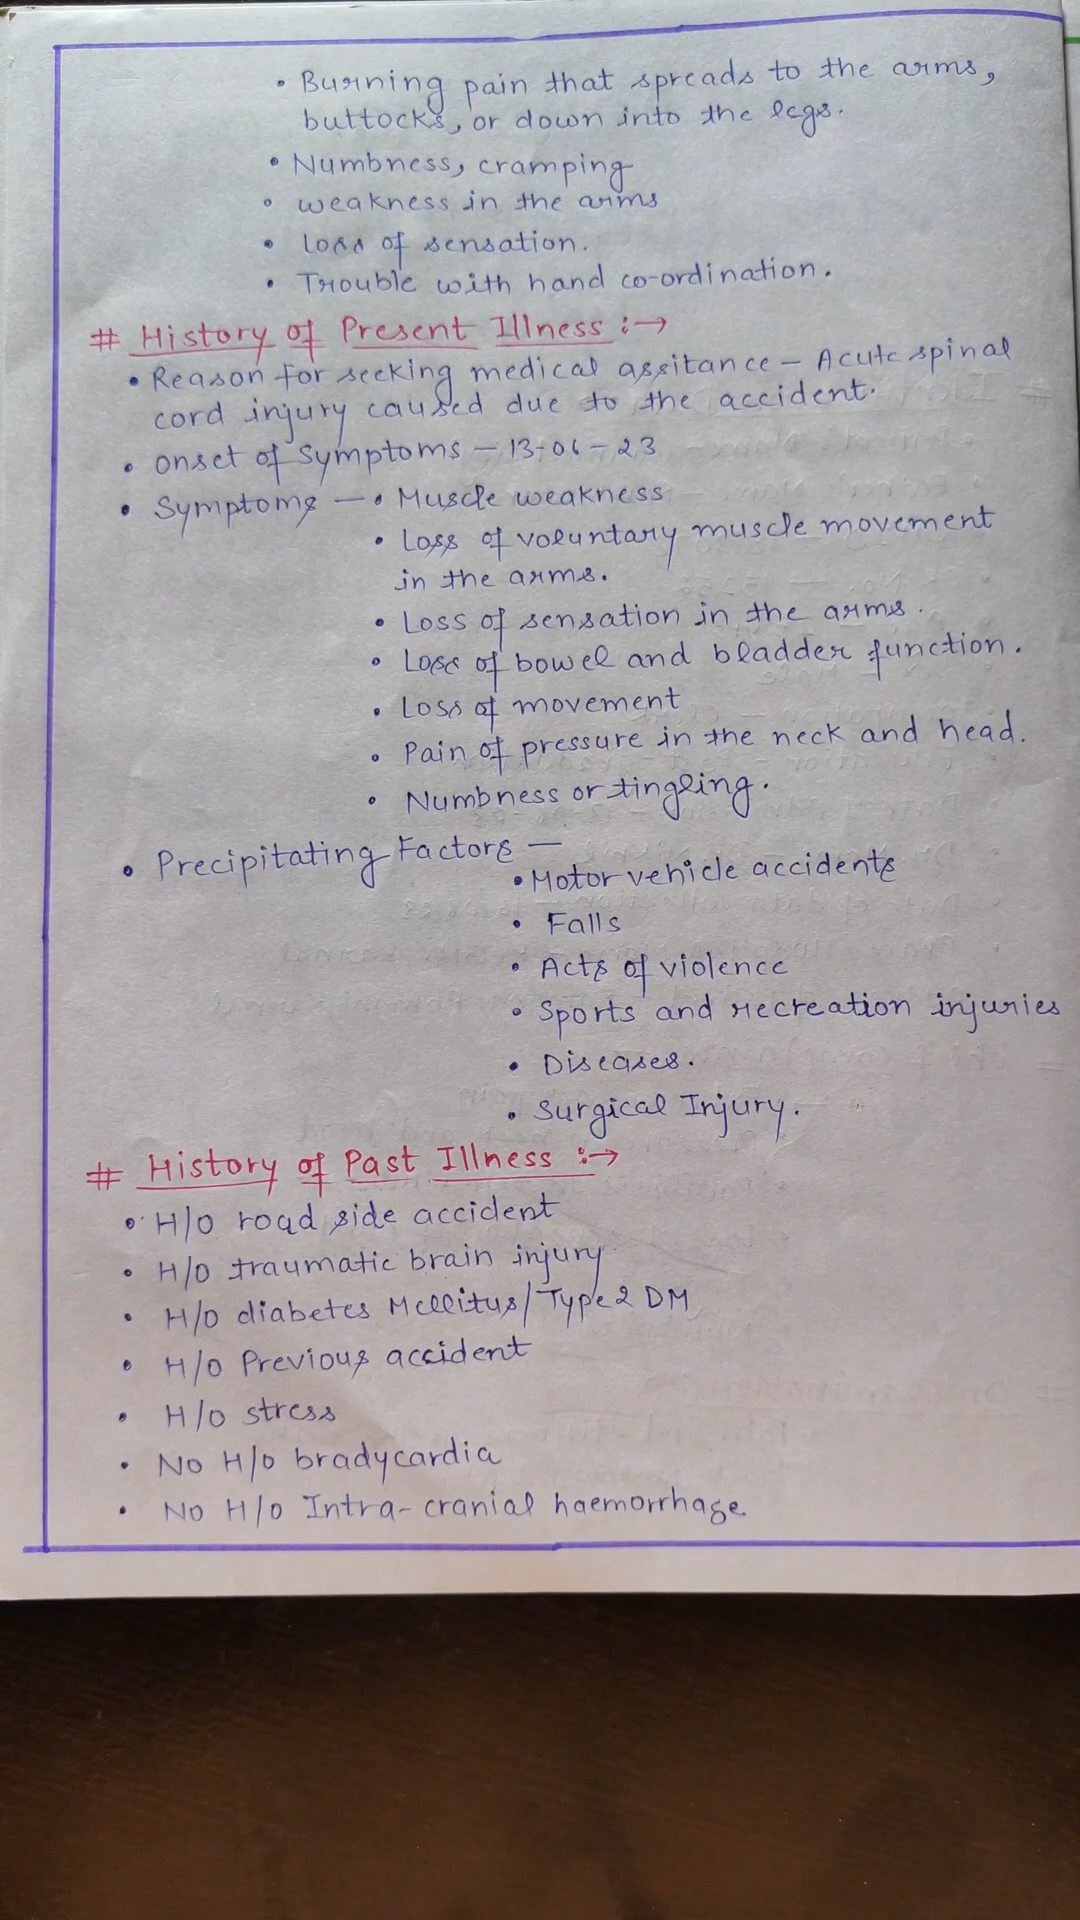 • Burning pain that spreads to the arms,
buttocks, or down into the legs.
• Numbness, cramping
• weakness in the arms
• Loss of sensation.
• Trouble with hand co-ordination.
# History of Present Illness :→
• Reason for seeking medical assitance - Acute spinal
cord injury caused due to the accident.
• Onset of Symptoms - 13-06-23
• Symptoms - • Muscle weakness
• Loss of voluntary muscle movement
in the arms.
• Loss of sensation in the arms.
• Loss of bowel and bladder function.
• Loss of movement
• Pain of pressure in the neck and head.
• Numbness or tingling.
• Precipitating Factors -
• Motor vehicle accidents
• Falls
• Acts of violence
• Sports and recreation injuries
• Diseases.
• Surgical Injury.
# History of Past Illness :→
• H/O road side accident
• H/O traumatic brain injury
• H/O diabetes Mellitus/Type 2 DM
• H/O Previous accident
• H/O stress
• No H/O bradycardia
• No H/O Intra-cranial haemorrhage